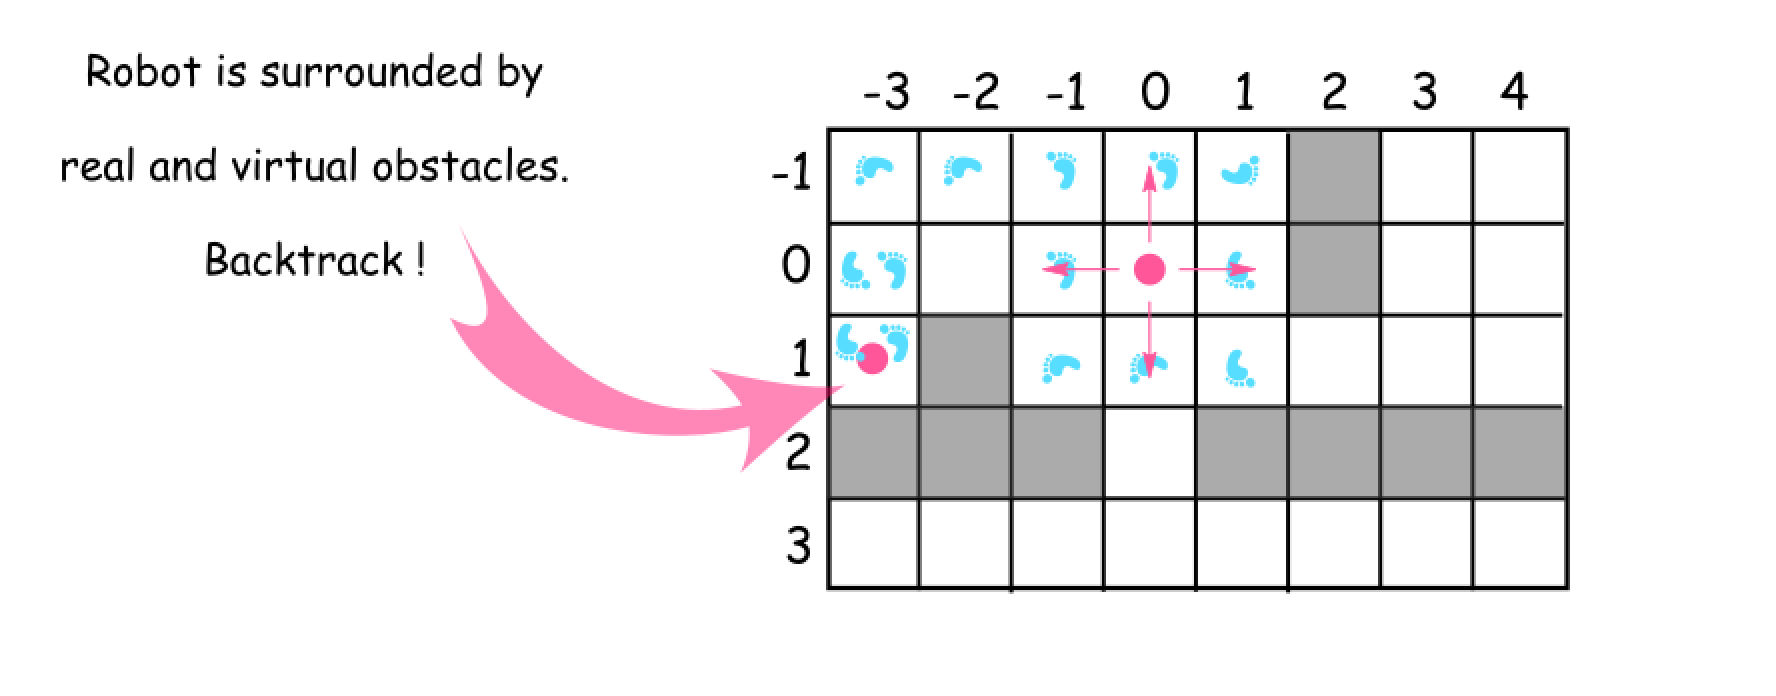 Robot is surrounded by
real and virtual obstacles.
Backtrack !
-3 -2 -1 0 1 2 3 4
-1
0
1
2
3